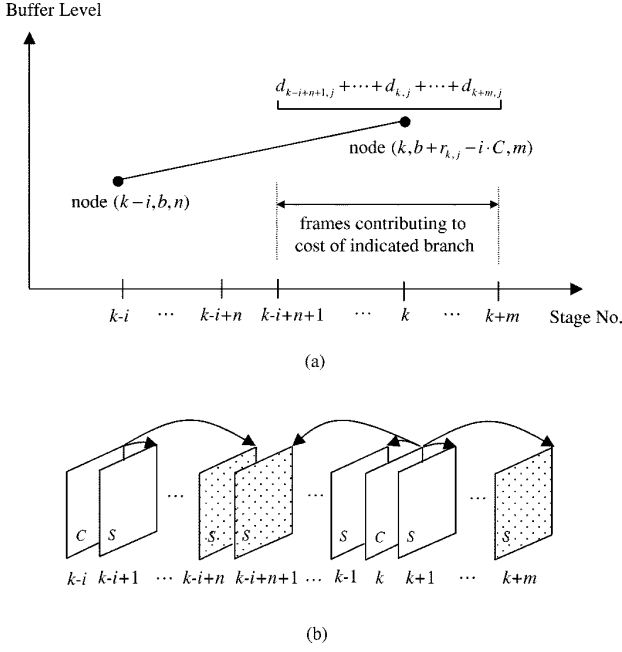 Buffer Level
d_{k-i+n+1,j} + ··· + d_{k,j} + ··· + d_{k+m,j}
node (k, b + r_{k,j} − i · C, m)
node (k − i, b, n)
frames contributing to
cost of indicated branch
k-i ··· k-i+n k-i+n+1 ··· k ··· k+m Stage No.
(a)
··· ··· ···
C S S S S C S S
k-i k-i+1 ··· k-i+n k-i+n+1 ··· k-1 k k+1 ··· k+m
(b)